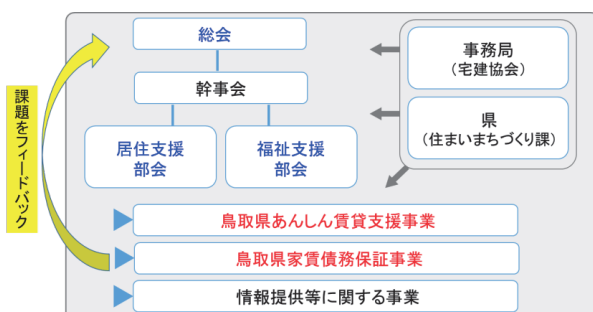 総会
事務局
(宅建協会)
幹事会
県
(住まいまちづくり課)
居住支援
部会
福祉支援
部会
課題をフィードバック
鳥取県あんしん賃貸支援事業
鳥取県家賃債務保証事業
情報提供等に関する事業